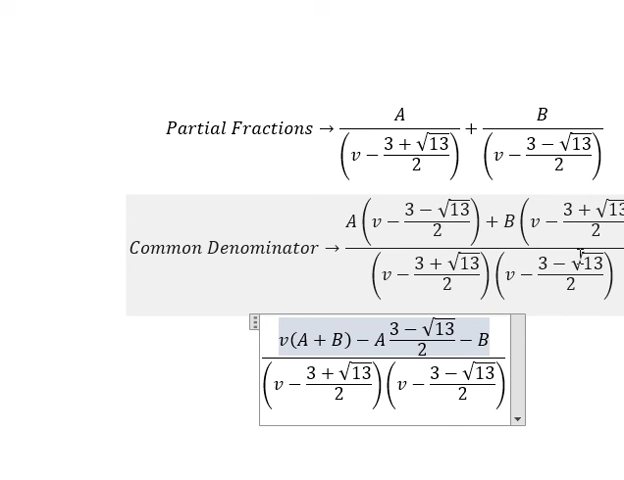 Partial Fractions → A/(v − (3 + √13)/2) + B/(v − (3 − √13)/2)
Common Denominator → (A(v − (3 − √13)/2) + B(v − (3 + √13/2)/((v − (3 + √13)/2)(v − (3 − √13)/2))
(v(A + B) − A (3 − √13)/2 − B)/((v − (3 + √13)/2)(v − (3 − √13)/2))